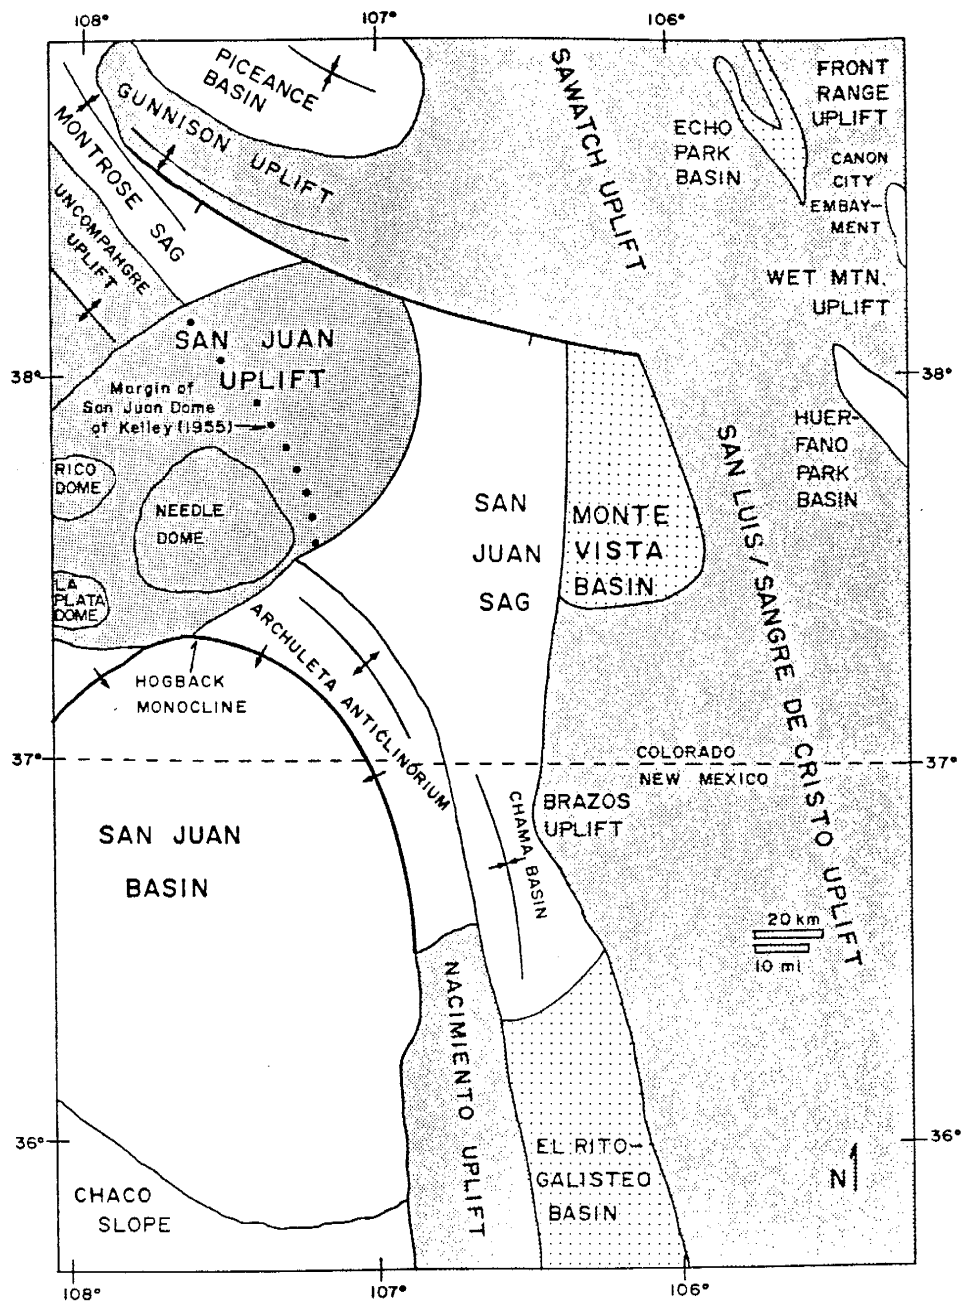 108°
107°
106°
PICEANCE
BASIN
GUNNISON UPLIFT
MONTROSE SAG
UNCOMPAHGRE
UPLIFT
SAWATCH UPLIFT
ECHO
PARK
BASIN
FRONT
RANGE
UPLIFT
CANON
CITY
EMBAY—
MENT
WET MTN.
UPLIFT
SAN JUAN
UPLIFT
38°
38°
Margin of
San Juan Dome
of Kelley (1955)
RICO
DOME
NEEDLE
DOME
LA
PLATA
DOME
HUER-
FANO
PARK
BASIN
SAN
JUAN
SAG
MONTE
VISTA
BASIN
SAN LUIS / SANGRE DE CRISTO UPLIFT
ARCHULETA ANTICLINORIUM
HOGBACK
MONOCLINE
37°
COLORADO
NEW MEXICO
37°
SAN JUAN
BASIN
CHAMA BASIN
BRAZOS
UPLIFT
20 km
10 mi
NACIMIENTO UPLIFT
36°
36°
EL RITO—
GALISTEO
BASIN
N
CHACO
SLOPE
108°
107°
106°